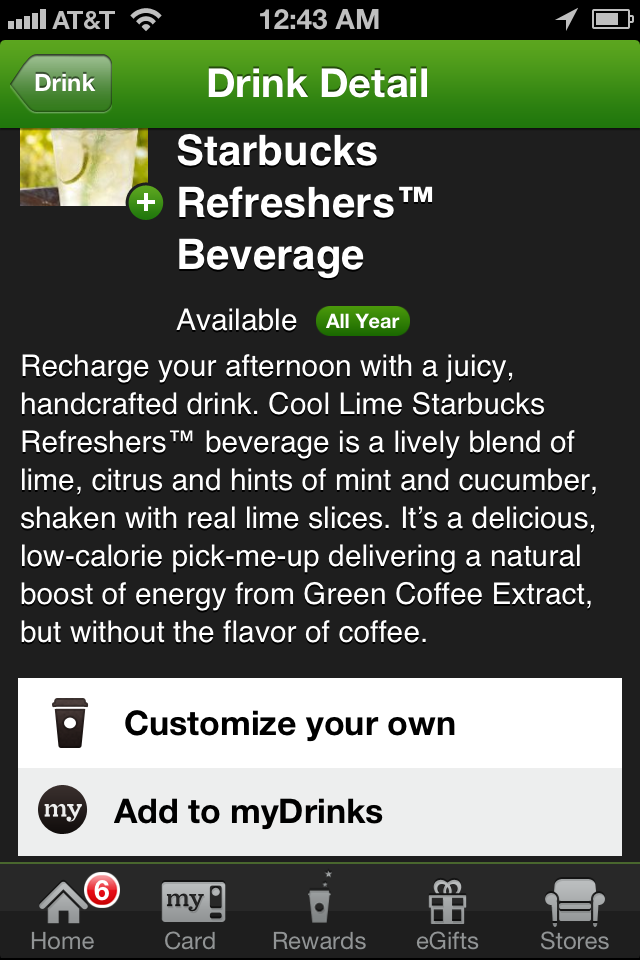 AT&T 12:43 AM
Drink Drink Detail
Starbucks
Refreshers™
Beverage
+
Available All Year
Recharge your afternoon with a juicy,
handcrafted drink. Cool Lime Starbucks
Refreshers™ beverage is a lively blend of
lime, citrus and hints of mint and cucumber,
shaken with real lime slices. It’s a delicious,
low-calorie pick-me-up delivering a natural
boost of energy from Green Coffee Extract,
but without the flavor of coffee.
Customize your own
my Add to myDrinks
6
my
Home Card Rewards eGifts Stores